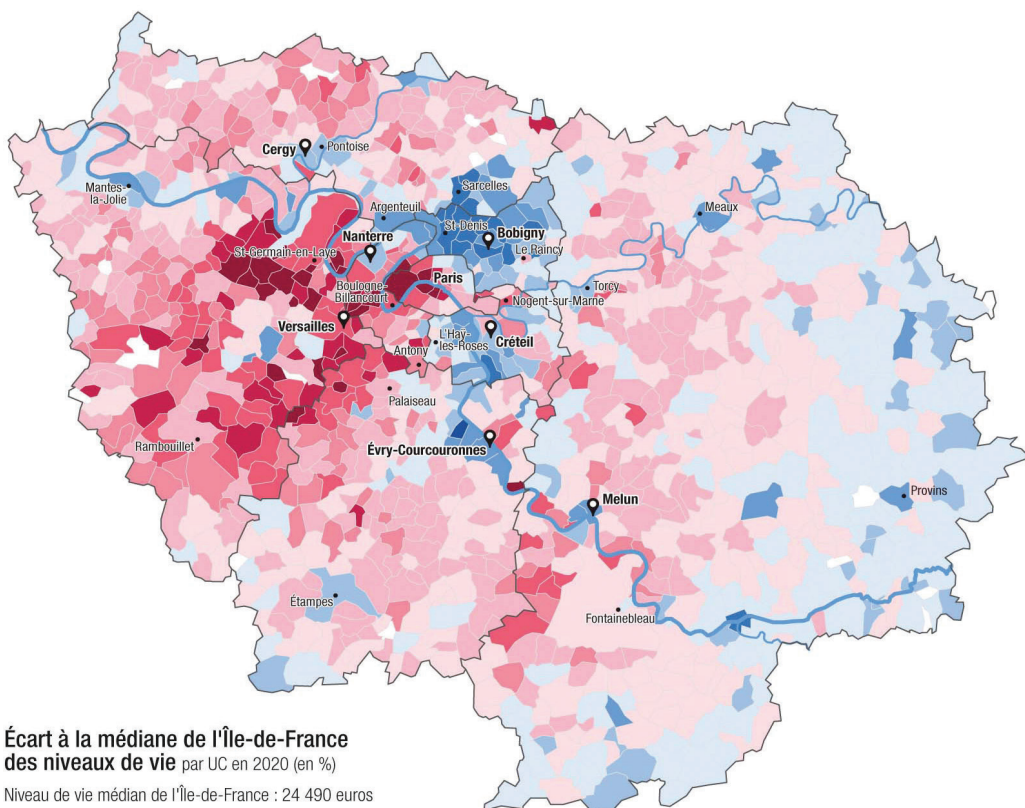 Cergy
Pontoise
Mantes-
la-Jolie
Sarcelles
Argenteuil
St-Denis
Bobigny
Meaux
St-Germain-en-Laye
Nanterre
Le Raincy
Boulogne-
Billancourt
Paris
Torcy
Nogent-sur-Marne
Versailles
L'Haÿ-
les-Roses
Créteil
Antony
Palaiseau
Rambouillet
Évry-Courcouronnes
Melun
Provins
Étampes
Fontainebleau
Écart à la médiane de l'Île-de-France
des niveaux de vie par UC en 2020 (en %)
Niveau de vie médian de l'Île-de-France : 24 490 euros